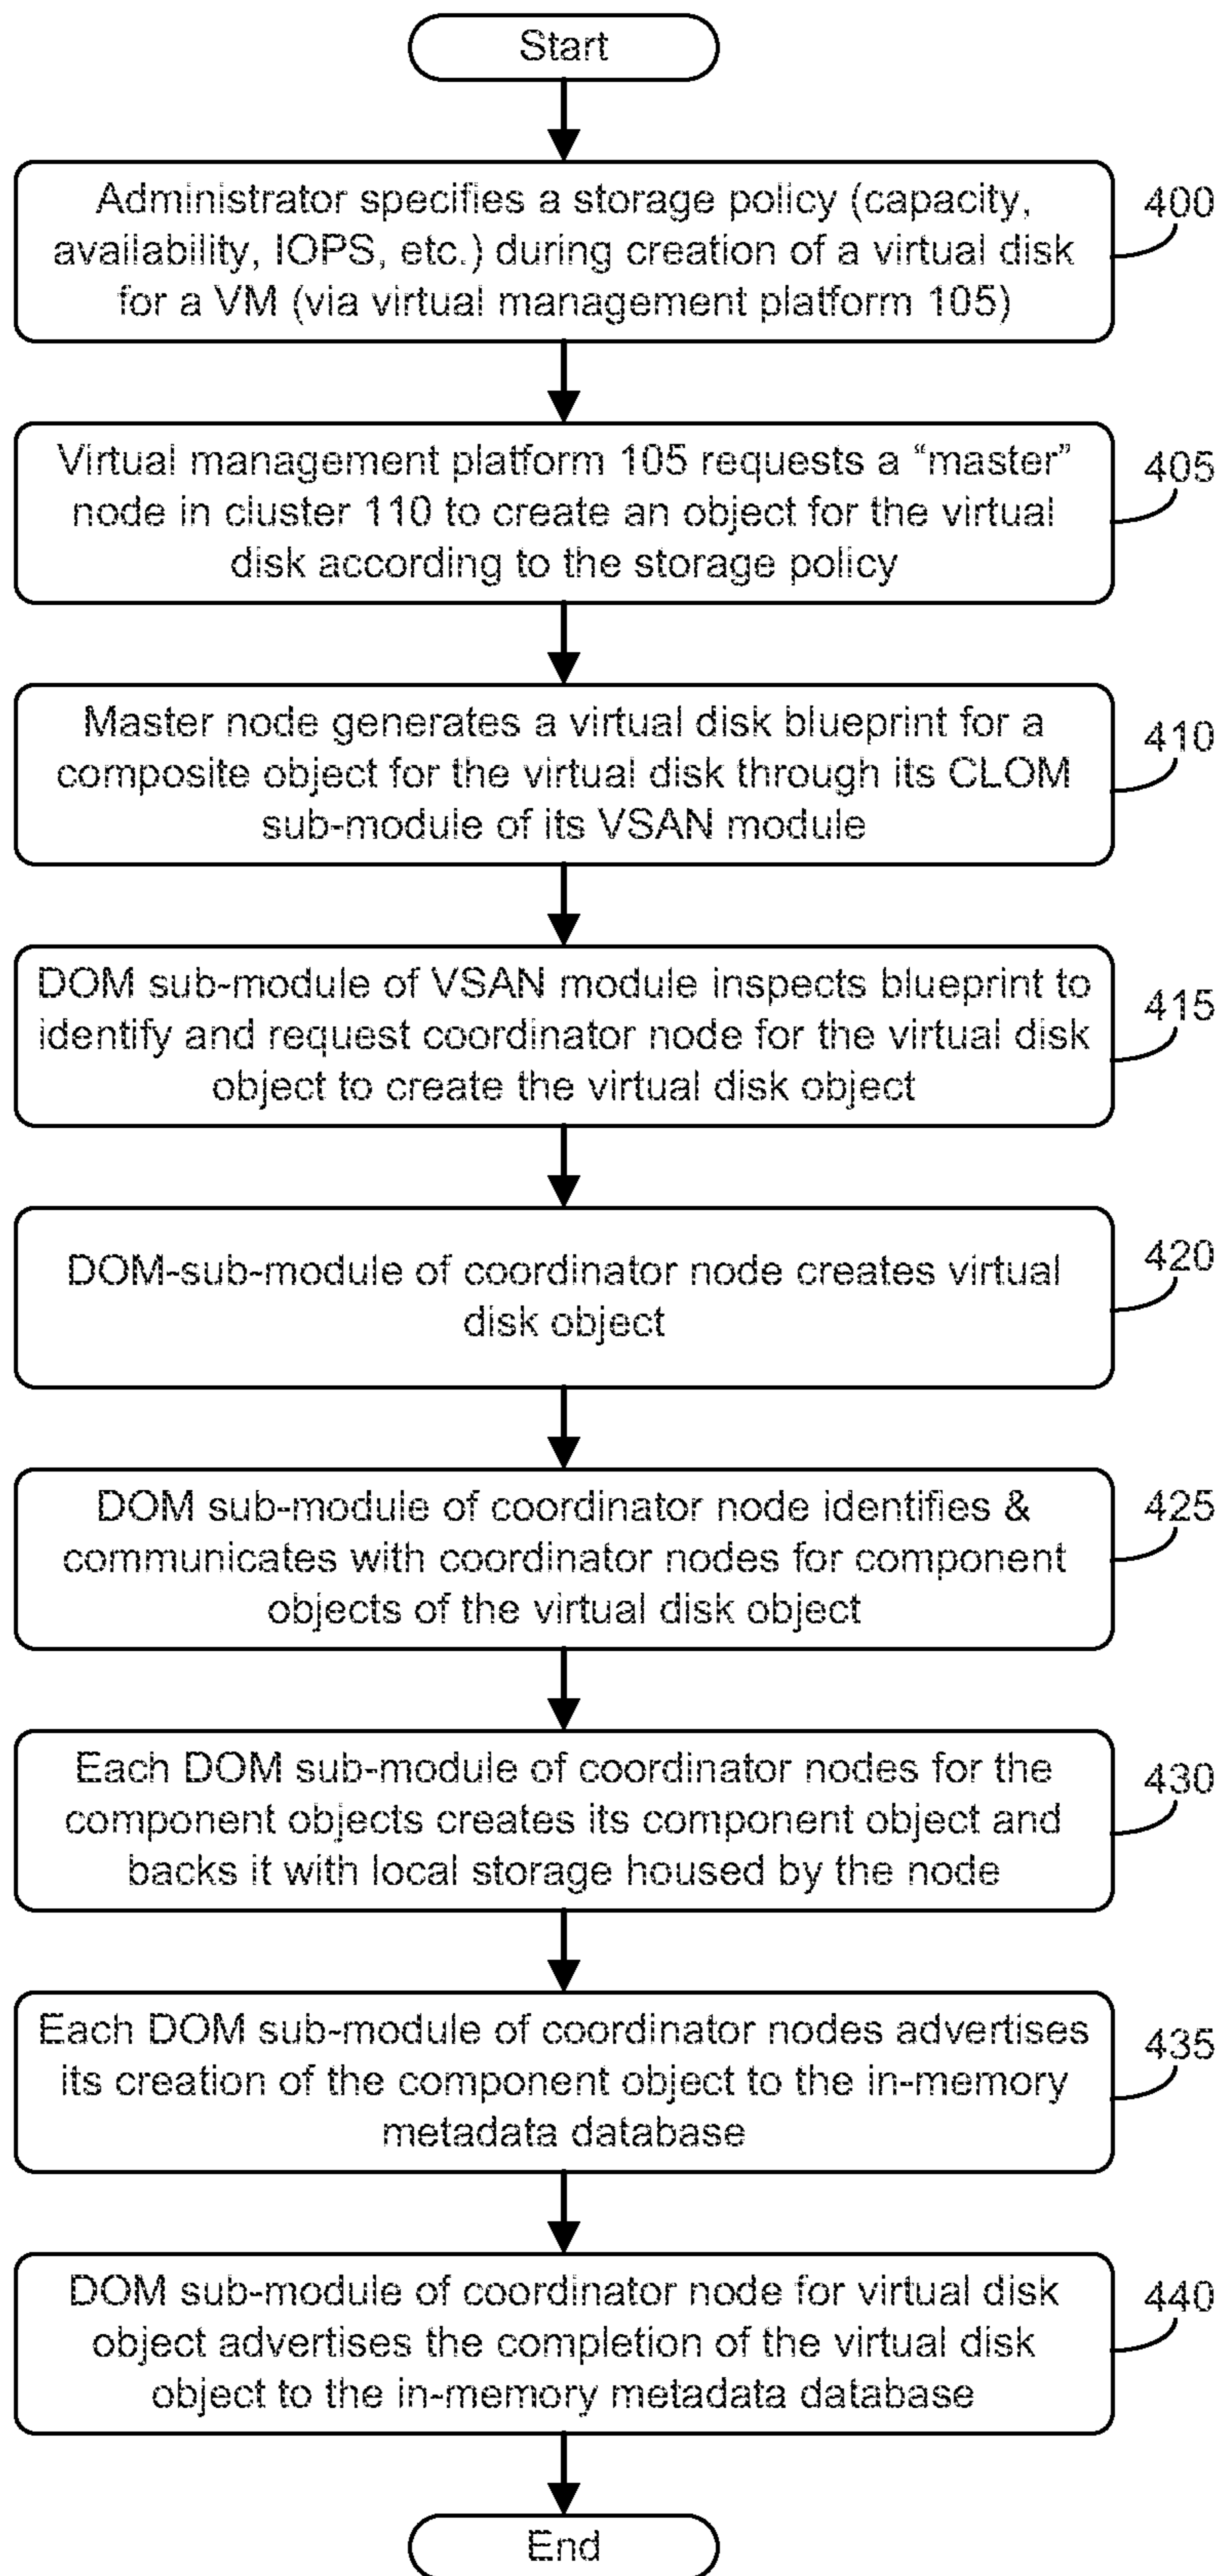 Start
Administrator specifies a storage policy (capacity,
availability, IOPS, etc.) during creation of a virtual disk
for a VM (via virtual management platform 105)
400
Virtual management platform 105 requests a “master”
node in cluster 110 to create an object for the virtual
disk according to the storage policy
405
Master node generates a virtual disk blueprint for a
composite object for the virtual disk through its CLOM
sub-module of its VSAN module
410
DOM sub-module of VSAN module inspects blueprint to
identify and request coordinator node for the virtual disk
object to create the virtual disk object
415
DOM-sub-module of coordinator node creates virtual
disk object
420
DOM sub-module of coordinator node identifies &
communicates with coordinator nodes for component
objects of the virtual disk object
425
Each DOM sub-module of coordinator nodes for the
component objects creates its component object and
backs it with local storage housed by the node
430
Each DOM sub-module of coordinator nodes advertises
its creation of the component object to the in-memory
metadata database
435
DOM sub-module of coordinator node for virtual disk
object advertises the completion of the virtual disk
object to the in-memory metadata database
440
End